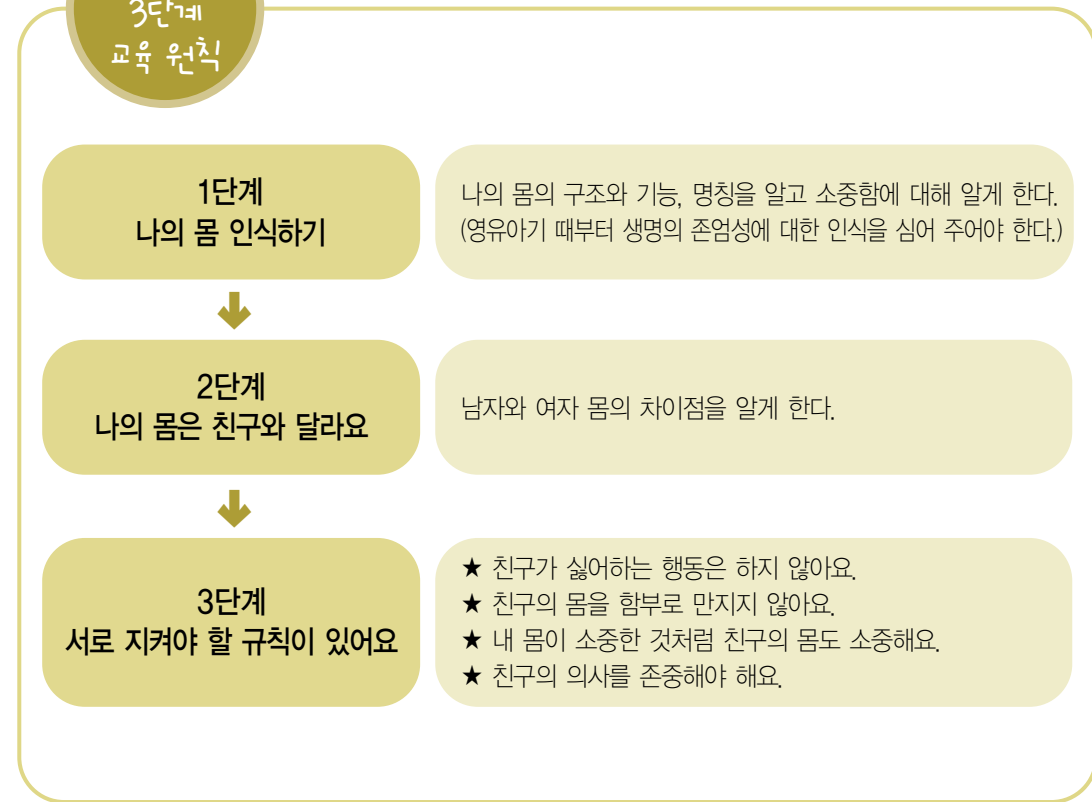 3단계
교육 원칙
1단계
나의 몸 인식하기
나의 몸의 구조와 기능, 명칭을 알고 소중함에 대해 알게 한다.
(영유아기 때부터 생명의 존엄성에 대한 인식을 심어 주어야 한다.)
2단계
나의 몸은 친구와 달라요
남자와 여자 몸의 차이점을 알게 한다.
3단계
서로 지켜야 할 규칙이 있어요
★ 친구가 싫어하는 행동은 하지 않아요.
★ 친구의 몸을 함부로 만지지 않아요.
★ 내 몸이 소중한 것처럼 친구의 몸도 소중해요.
★ 친구의 의사를 존중해야 해요.